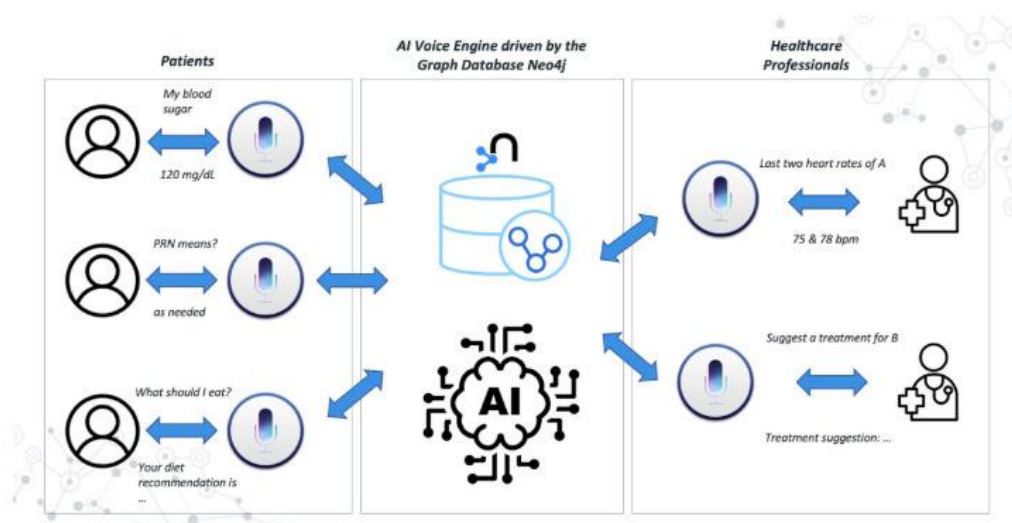 Patients
My blood
sugar
120 mg/dL
PRN means?
as needed
What should I eat?
Your diet
recommendation is
...
AI Voice Engine driven by the
Graph Database Neo4j
AI
Healthcare
Professionals
Last two heart rates of A
75 & 78 bpm
Suggest a treatment for B
Treatment suggestion: ...